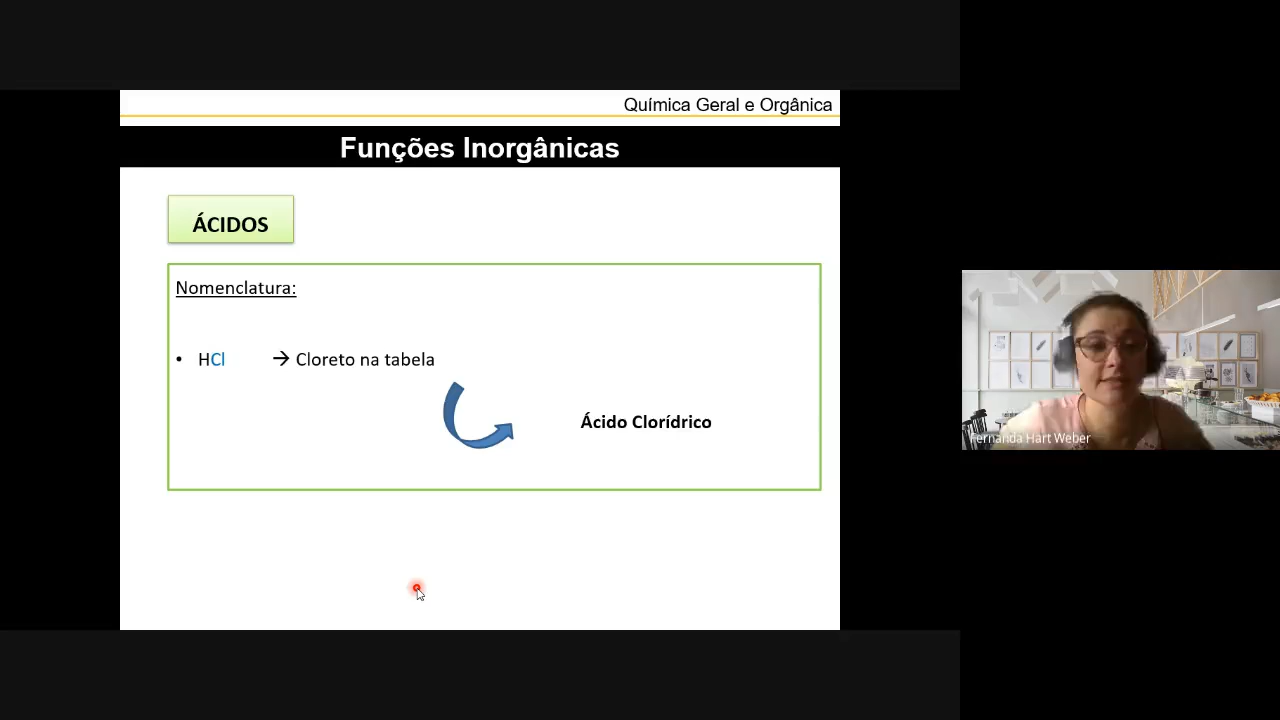 Química Geral e Orgânica
Funções Inorgânicas
ÁCIDOS
Nomenclatura:
• HCl → Cloreto na tabela
Ácido Clorídrico
Fernanda Hart Weber